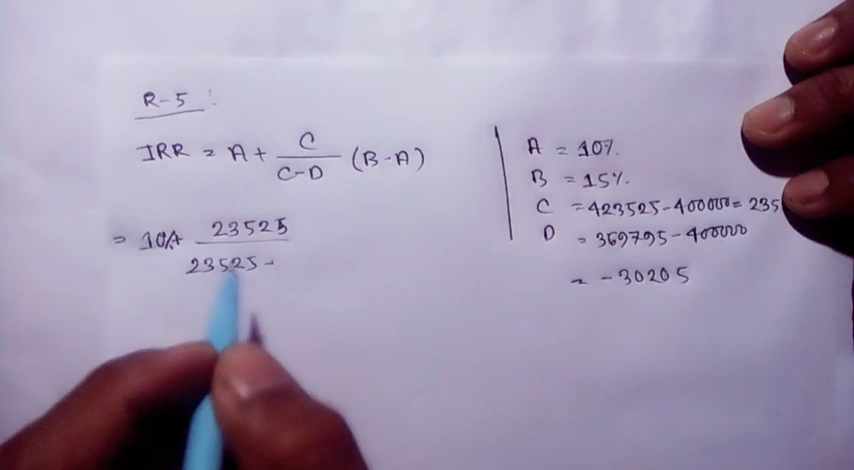 R-5 :
IRR = A + C/C-D (B-A)
= 10% + 23525/23525 -
A = 10%.
B = 15%.
C = 423525 - 400000 = 235
D = 369795 - 400000
= -30205